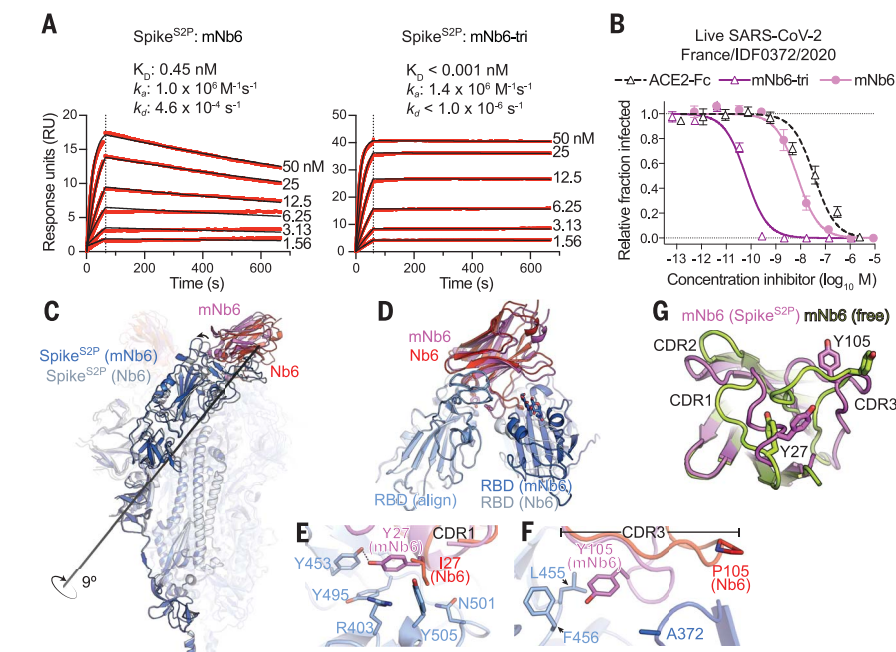 A
Spike^S2P: mNb6
K_D: 0.45 nM
k_a: 1.0 x 10^6 M^-1s^-1
k_d: 4.6 x 10^-4 s^-1
Response units (RU)
20
15
10
5
0
50 nM
25
12.5
6.25
3.13
1.56
0 200 400 600
Time (s)
Spike^S2P: mNb6-tri
K_D < 0.001 nM
k_a: 1.4 x 10^6 M^-1s^-1
k_d < 1.0 x 10^-6 s^-1
50
40
30
20
10
0
50 nM
25
12.5
6.25
3.13
1.56
0 200 400 600
Time (s)
B
Live SARS-CoV-2
France/IDF0372/2020
ACE2-Fc mNb6-tri mNb6
Relative fraction infected
1.0
0.8
0.6
0.4
0.2
0.0
-13 -12 -11 -10 -9 -8 -7 -6 -5
Concentration inhibitor (log_10 M)
C
mNb6
Spike^S2P (mNb6)
Spike^S2P (Nb6)
Nb6
9º
D
mNb6
Nb6
RBD (align)
RBD (mNb6)
RBD (Nb6)
E
Y27
(mNb6)
CDR1
Y453
I27
(Nb6)
Y495
N501
R403
Y505
F
CDR3
Y105
(mNb6)
L455
P105
(Nb6)
F456
A372
G
mNb6 (Spike^S2P) mNb6 (free)
CDR2
Y105
CDR1
CDR3
Y27